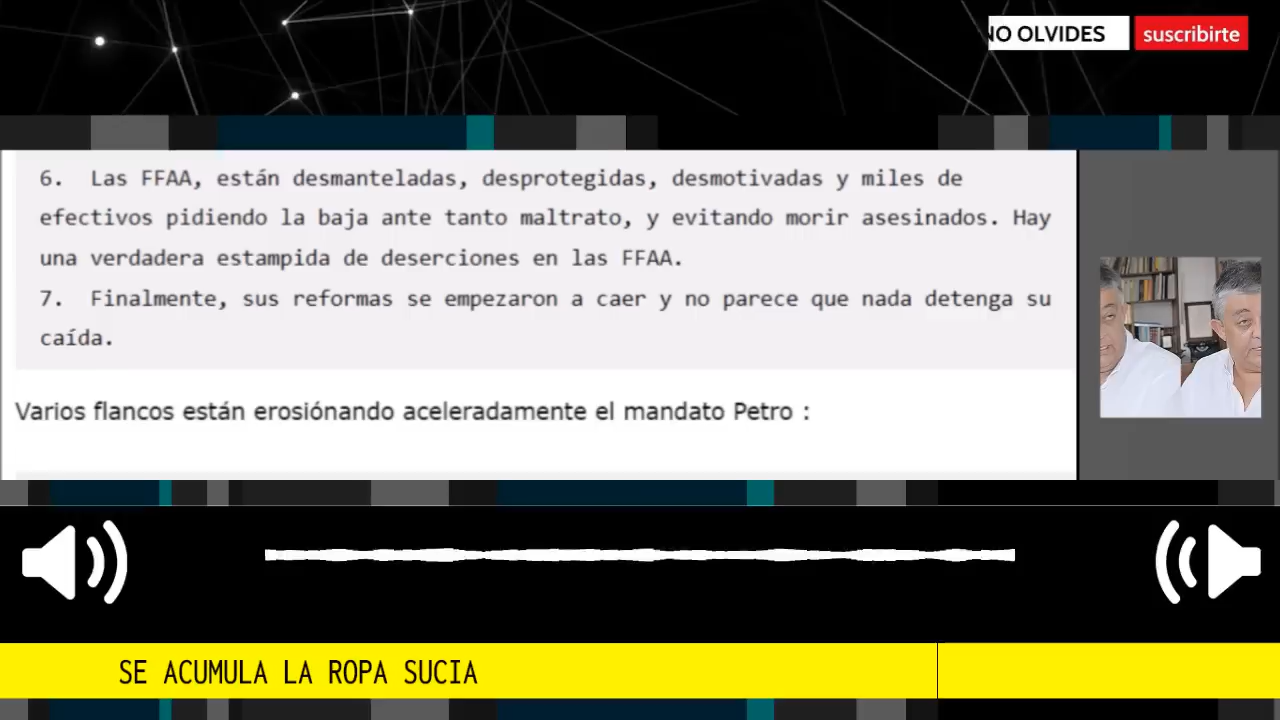 NO OLVIDES
suscribirte
6. Las FFAA, están desmanteladas, desprotegidas, desmotivadas y miles de
efectivos pidiendo la baja ante tanto maltrato, y evitando morir asesinados. Hay
una verdadera estampida de deserciones en las FFAA.
7. Finalmente, sus reformas se empezaron a caer y no parece que nada detenga su
caída.
Varios flancos están erosiónando aceleradamente el mandato Petro :
SE ACUMULA LA ROPA SUCIA